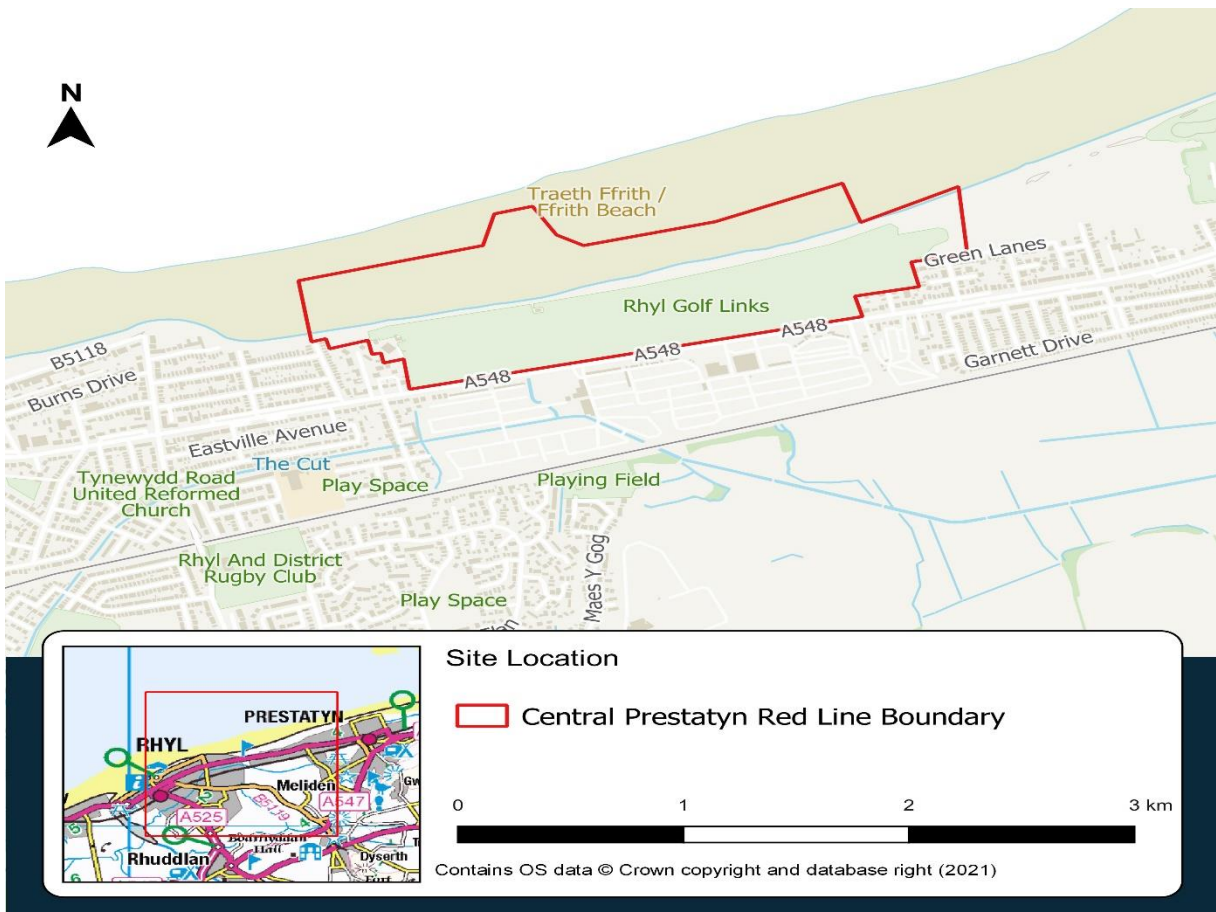 N
Traeth Ffrith /
Ffrith Beach
Green Lanes
Rhyl Golf Links
A548
A548
A548
B5118
Garnett Drive
Burns Drive
Eastville Avenue
The Cut
Tynewydd Road
United Reformed
Church
Play Space
Playing Field
Rhyl And District
Rugby Club
Maes Y Gog
Play Space
Site Location
Central Prestatyn Red Line Boundary
PRESTATYN
RHYL
Meliden
A547
B5119
A525
Rhuddlan
Dyserth
0 1 2 3 km
Contains OS data © Crown copyright and database right (2021)